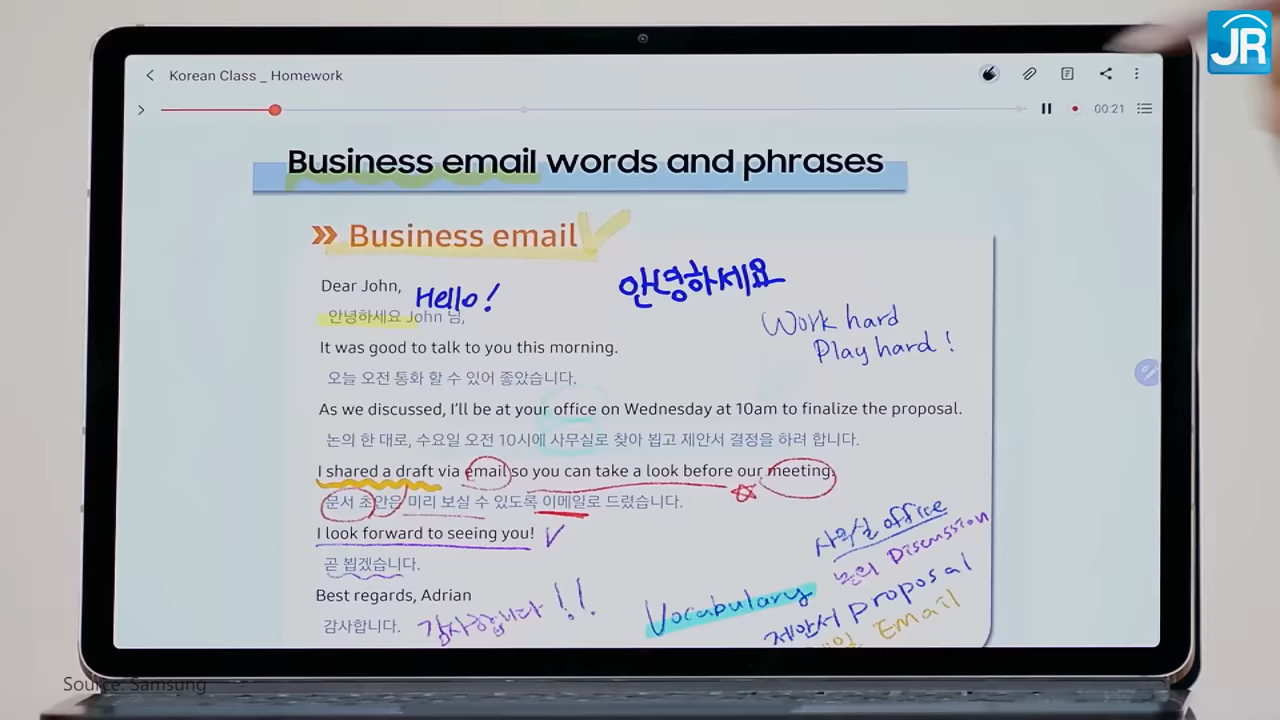 JR
Korean Class _ Homework
00:21
Business email words and phrases
Business email
Dear John,
Hello!
안녕하세요
안녕하세요 John 님,
Work hard
Play hard!
It was good to talk to you this morning.
오늘 오전 통화 할 수 있어 좋았습니다.
As we discussed, I'll be at your office on Wednesday at 10am to finalize the proposal.
논의 한 대로, 수요일 오전 10시에 사무실로 찾아 뵙고 제안서 결정을 하려 합니다.
I shared a draft via email so you can take a look before our meeting.
문서 초안은 미리 보실 수 있도록 이메일로 드렸습니다.
I look forward to seeing you!
곧 뵙겠습니다.
사무실 office
논의 Discussion
Best regards, Adrian
감사합니다.
감사합니다!!
Vocabulary
제안서 proposal
Email
Source: Samsung